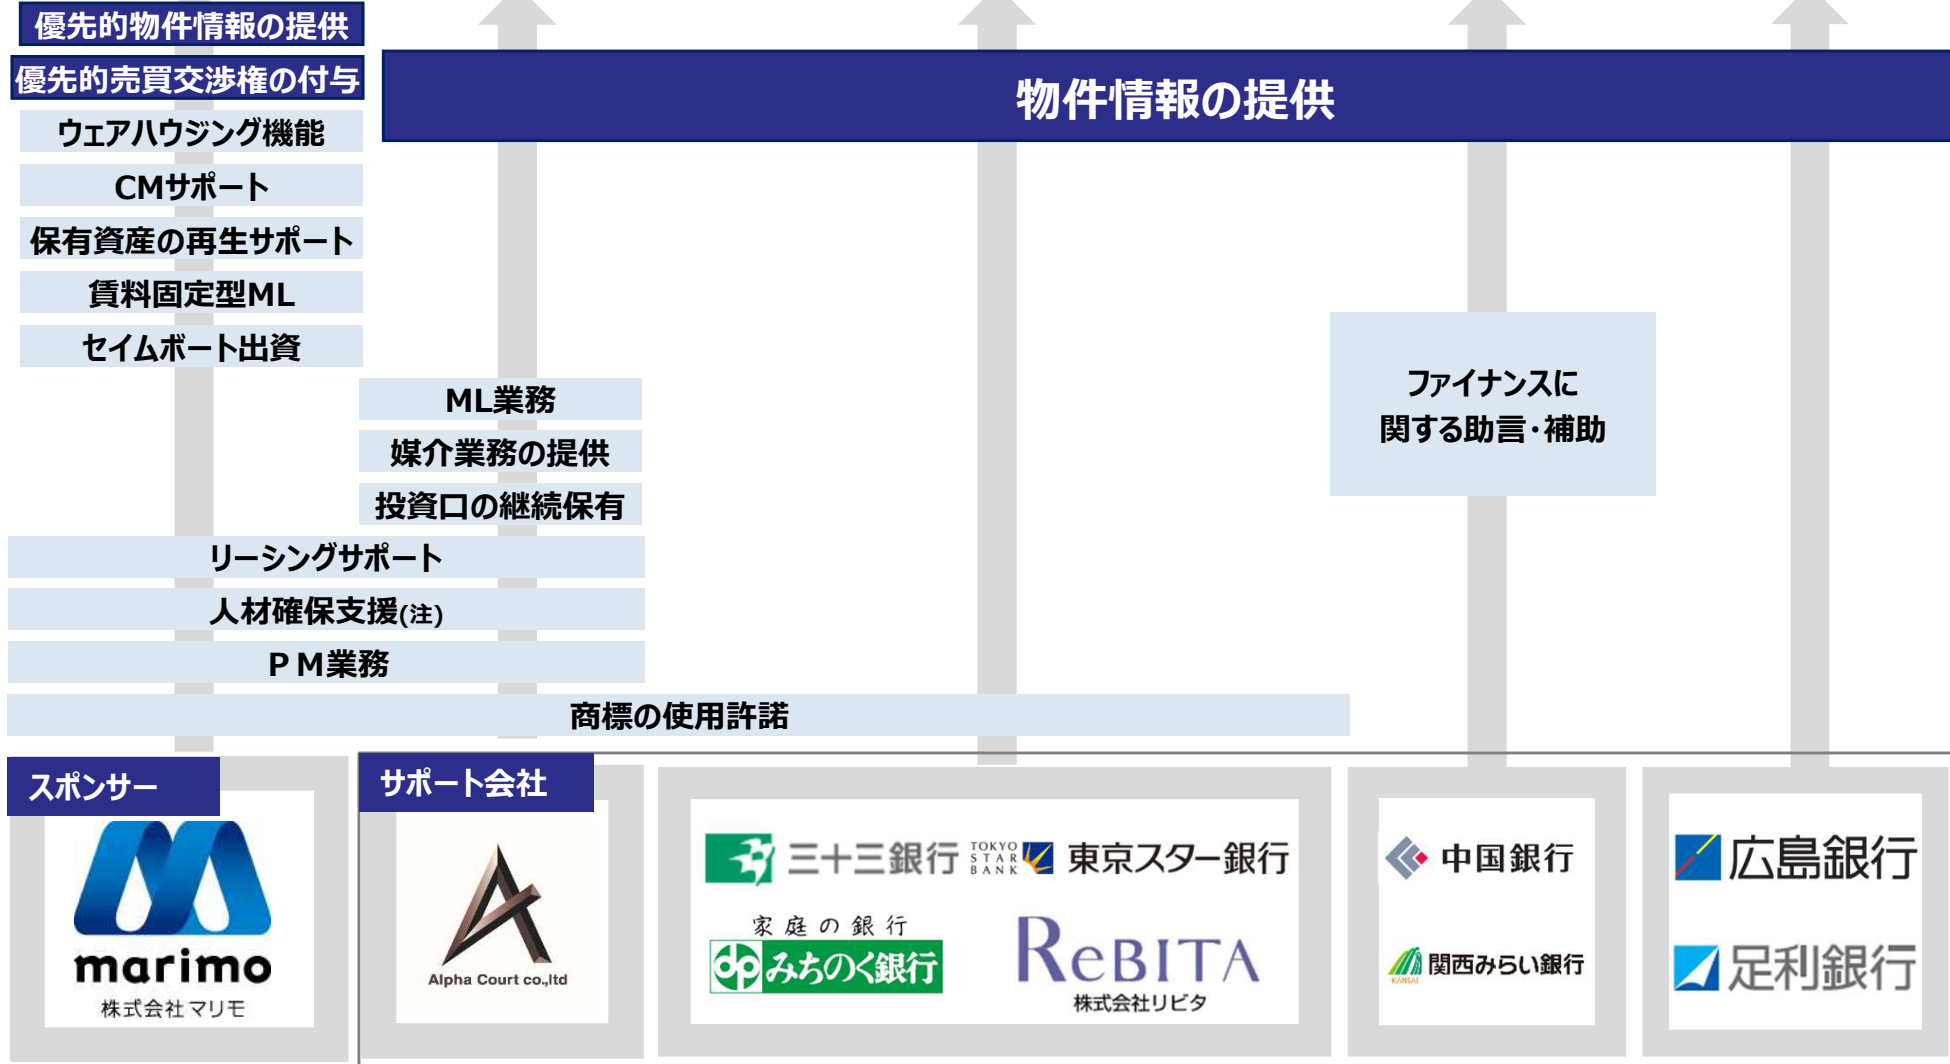 優先的物件情報の提供
優先的売買交渉権の付与
物件情報の提供
ウェアハウジング機能
CMサポート
保有資産の再生サポート
賃料固定型ML
セイムボート出資
ファイナンスに
関する助言・補助
ML業務
媒介業務の提供
投資口の継続保有
リーシングサポート
人材確保支援(注)
ＰＭ業務
商標の使用許諾
スポンサー
marimo
株式会社マリモ
サポート会社
Alpha Court co.,ltd
三十三銀行
TOKYO
STAR
BANK
東京スター銀行
家庭の銀行
みちのく銀行
ReBITA
株式会社リビタ
中国銀行
KANSAI
関西みらい銀行
広島銀行
足利銀行